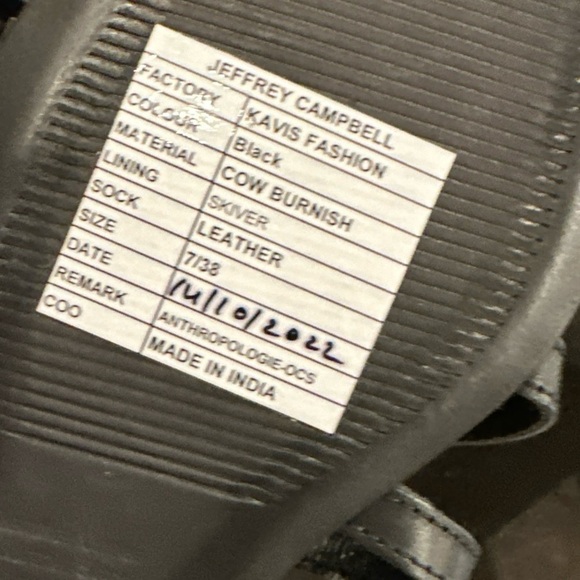 JEFFREY CAMPBELL
FACTORY KAVIS FASHION
COLOUR Black
MATERIAL COW BURNISH
LINING SKIVER
SOCK LEATHER
SIZE 7/38
DATE 14/10/2022
REMARK ANTHROPOLOGIE-OCS
COO MADE IN INDIA